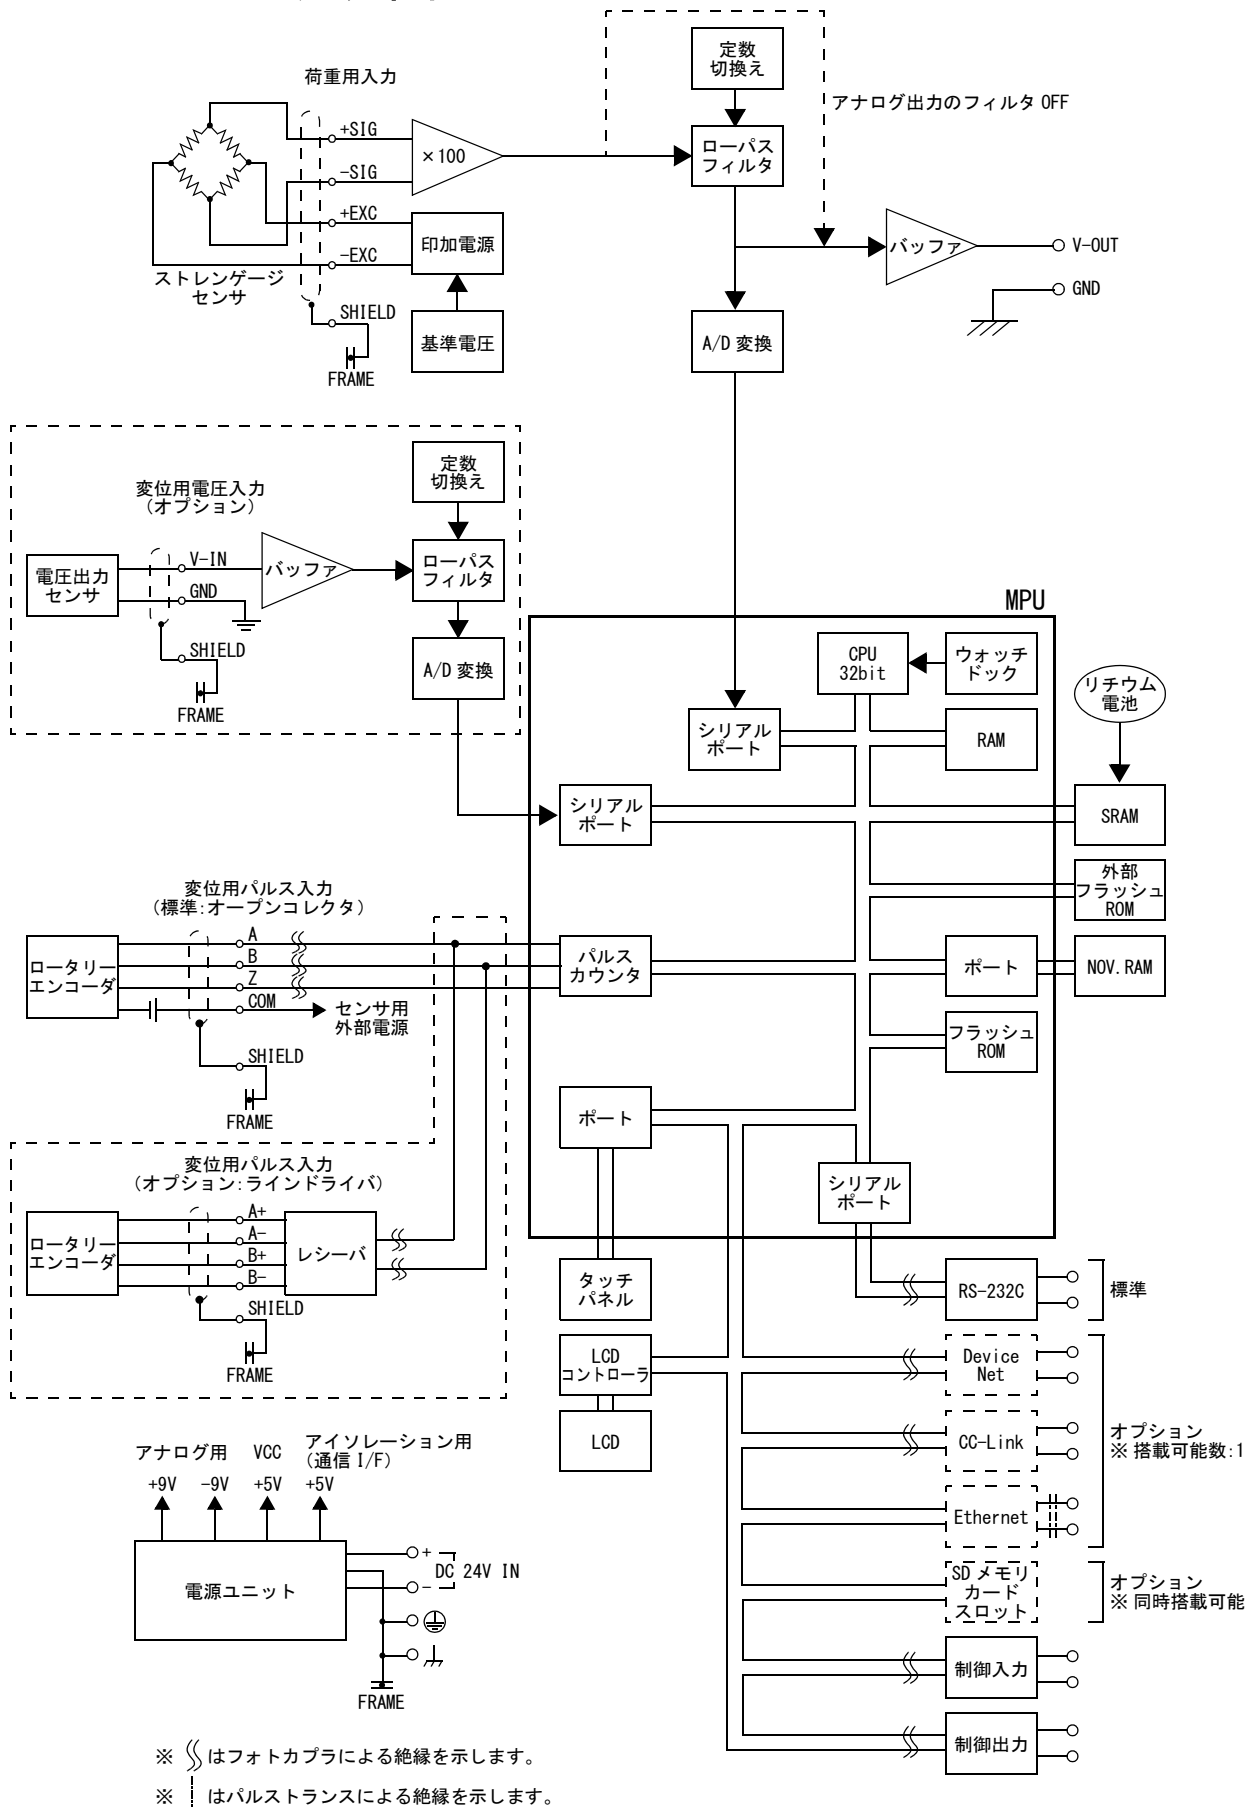 定数
切換え
荷重用入力
アナログ出力のフィルタ OFF
+SIG
×100
ローパス
フィルタ
-SIG
+EXC
印加電源
バッファ
V-OUT
-EXC
ストレンゲージ
センサ
GND
SHIELD
基準電圧
A/D 変換
FRAME
定数
切換え
変位用電圧入力
(オプション)
V-IN
バッファ
ローパス
フィルタ
電圧出力
センサ
GND
MPU
SHIELD
A/D 変換
CPU
32bit
ウォッチ
ドック
リチウム
電池
FRAME
シリアル
ポート
RAM
シリアル
ポート
SRAM
外部
フラッシュ
ROM
変位用パルス入力
(標準:オープンコレクタ)
A
B
Z
COM
ロータリー
エンコーダ
パルス
カウンタ
ポート
NOV.RAM
センサ用
外部電源
フラッシュ
ROM
SHIELD
FRAME
ポート
変位用パルス入力
(オプション:ラインドライバ)
シリアル
ポート
A+
A-
B+
B-
ロータリー
エンコーダ
レシーバ
SHIELD
FRAME
タッチ
パネル
RS-232C
標準
LCD
コントローラ
Device
Net
LCD
CC-Link
オプション
※ 搭載可能数:1
アナログ用
VCC
アイソレーション用
(通信 I/F)
+9V
-9V
+5V
+5V
Ethernet
電源ユニット
+
DC 24V IN
-
SD メモリ
カード
スロット
オプション
※ 同時搭載可能
制御入力
FRAME
制御出力
※ はフォトカプラによる絶縁を示します。
※ はパルストランスによる絶縁を示します。